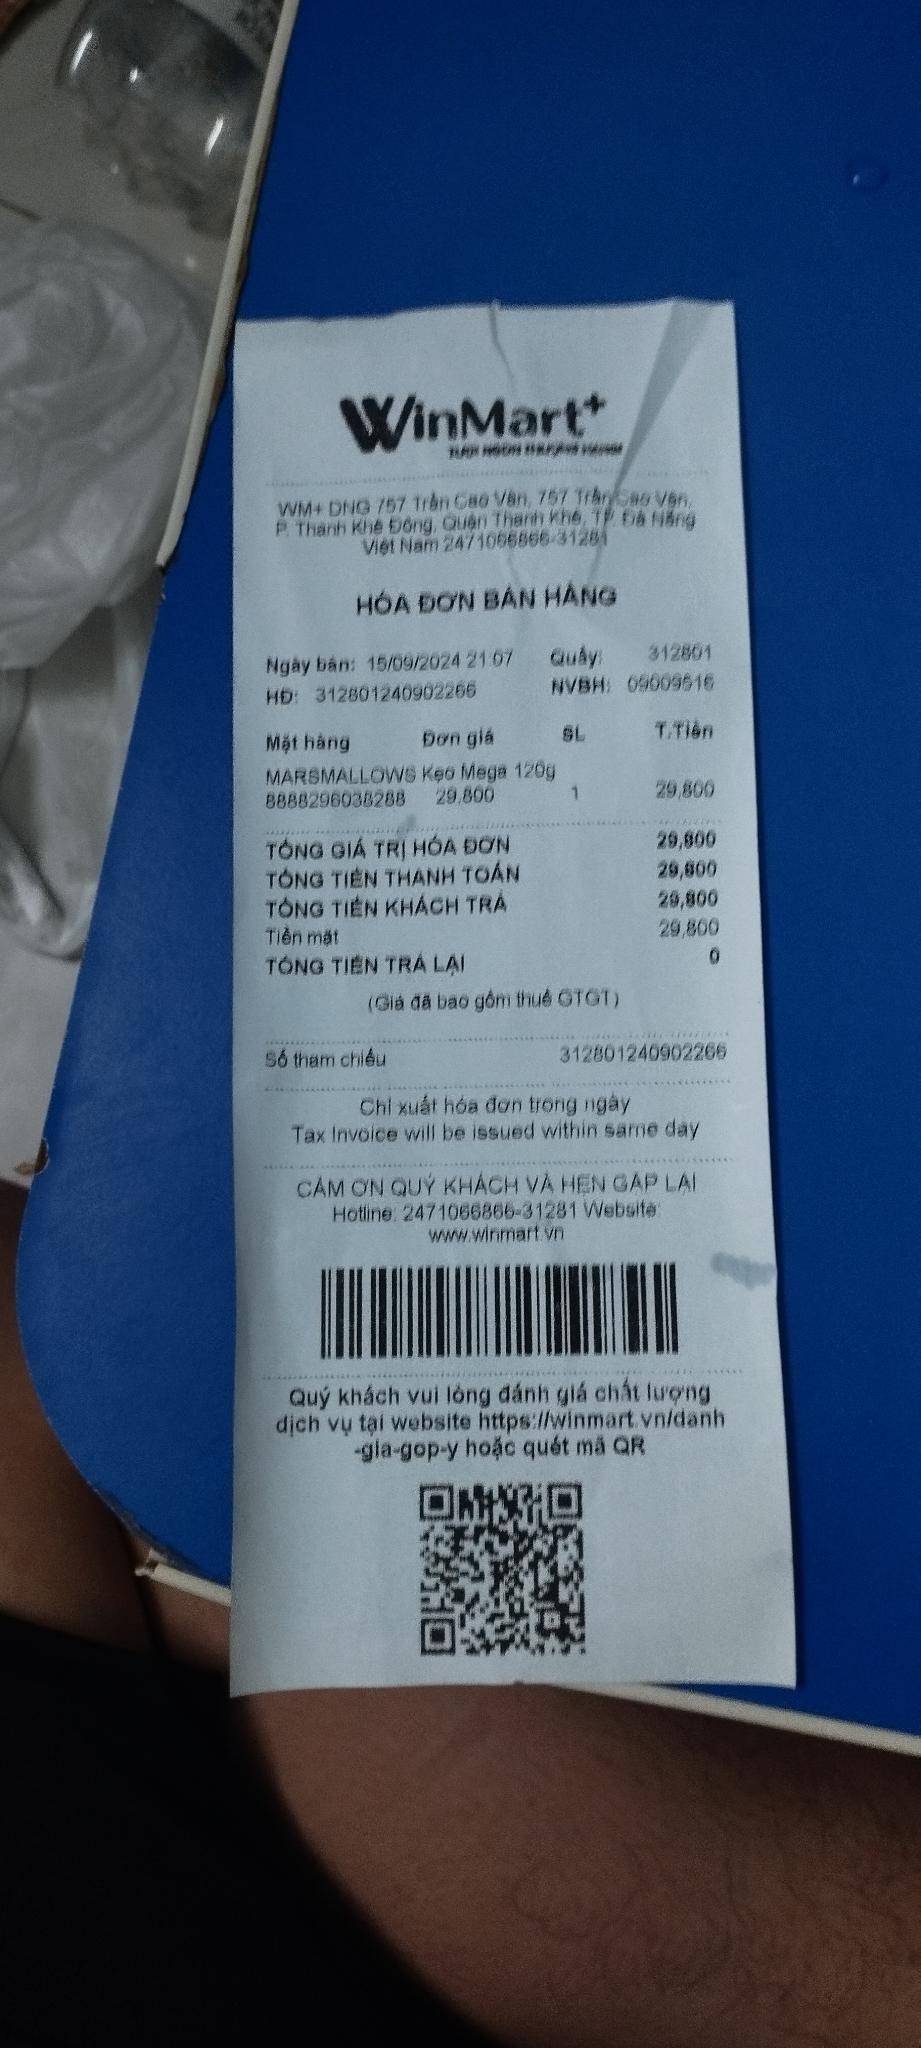 WinMart+
WM+ DNG 757 Trần Cao Vân, 757 Trần Cao Vân,
P. Thanh Khê Đông, Quận Thanh Khê, TP. Đà Nẵng
Việt Nam 2471066866-31281
HÓA ĐƠN BÁN HÀNG
Ngày bán: 15/09/2024 21:07 Quầy: 312801
HĐ: 312801240902266 NVBH: 09009516
Mặt hàng Đơn giá SL T.Tiền
MARSMALLOWS Kẹo Mega 120g
8888296038288 29,800 1 29,800
TỔNG GIÁ TRỊ HÓA ĐƠN 29,800
TỔNG TIỀN THANH TOÁN 29,800
TỔNG TIỀN KHÁCH TRẢ 29,800
Tiền mặt 29,800
TỔNG TIỀN TRẢ LẠI 0
(Giá đã bao gồm thuế GTGT)
Số tham chiếu 312801240902266
Chỉ xuất hóa đơn trong ngày
Tax Invoice will be issued within same day
CẢM ƠN QUÝ KHÁCH VÀ HẸN GẶP LẠI
Hotline: 2471066866-31281 Website:
www.winmart.vn
Quý khách vui lòng đánh giá chất lượng
dịch vụ tại website https://winmart.vn/danh
-gia-gop-y hoặc quét mã QR